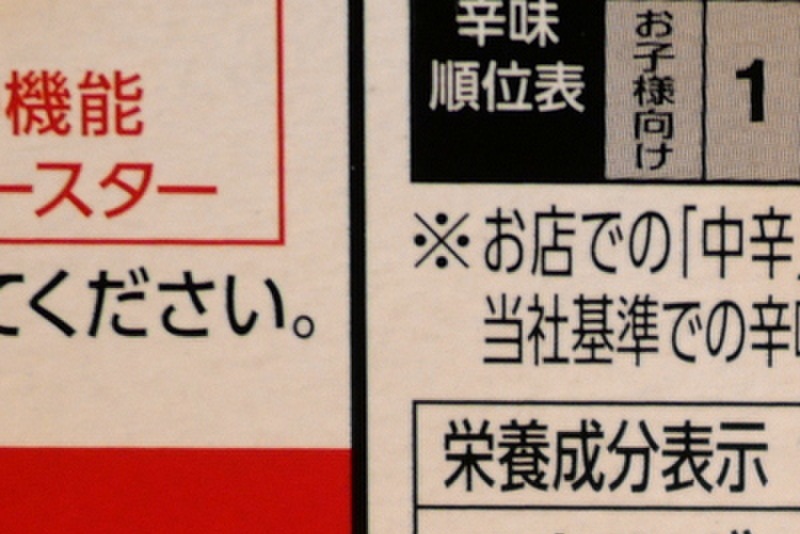 機能
ースター
てください。
辛味
順位表
お子様向け
1
※お店での「中辛」
当社基準での辛味
栄養成分表示